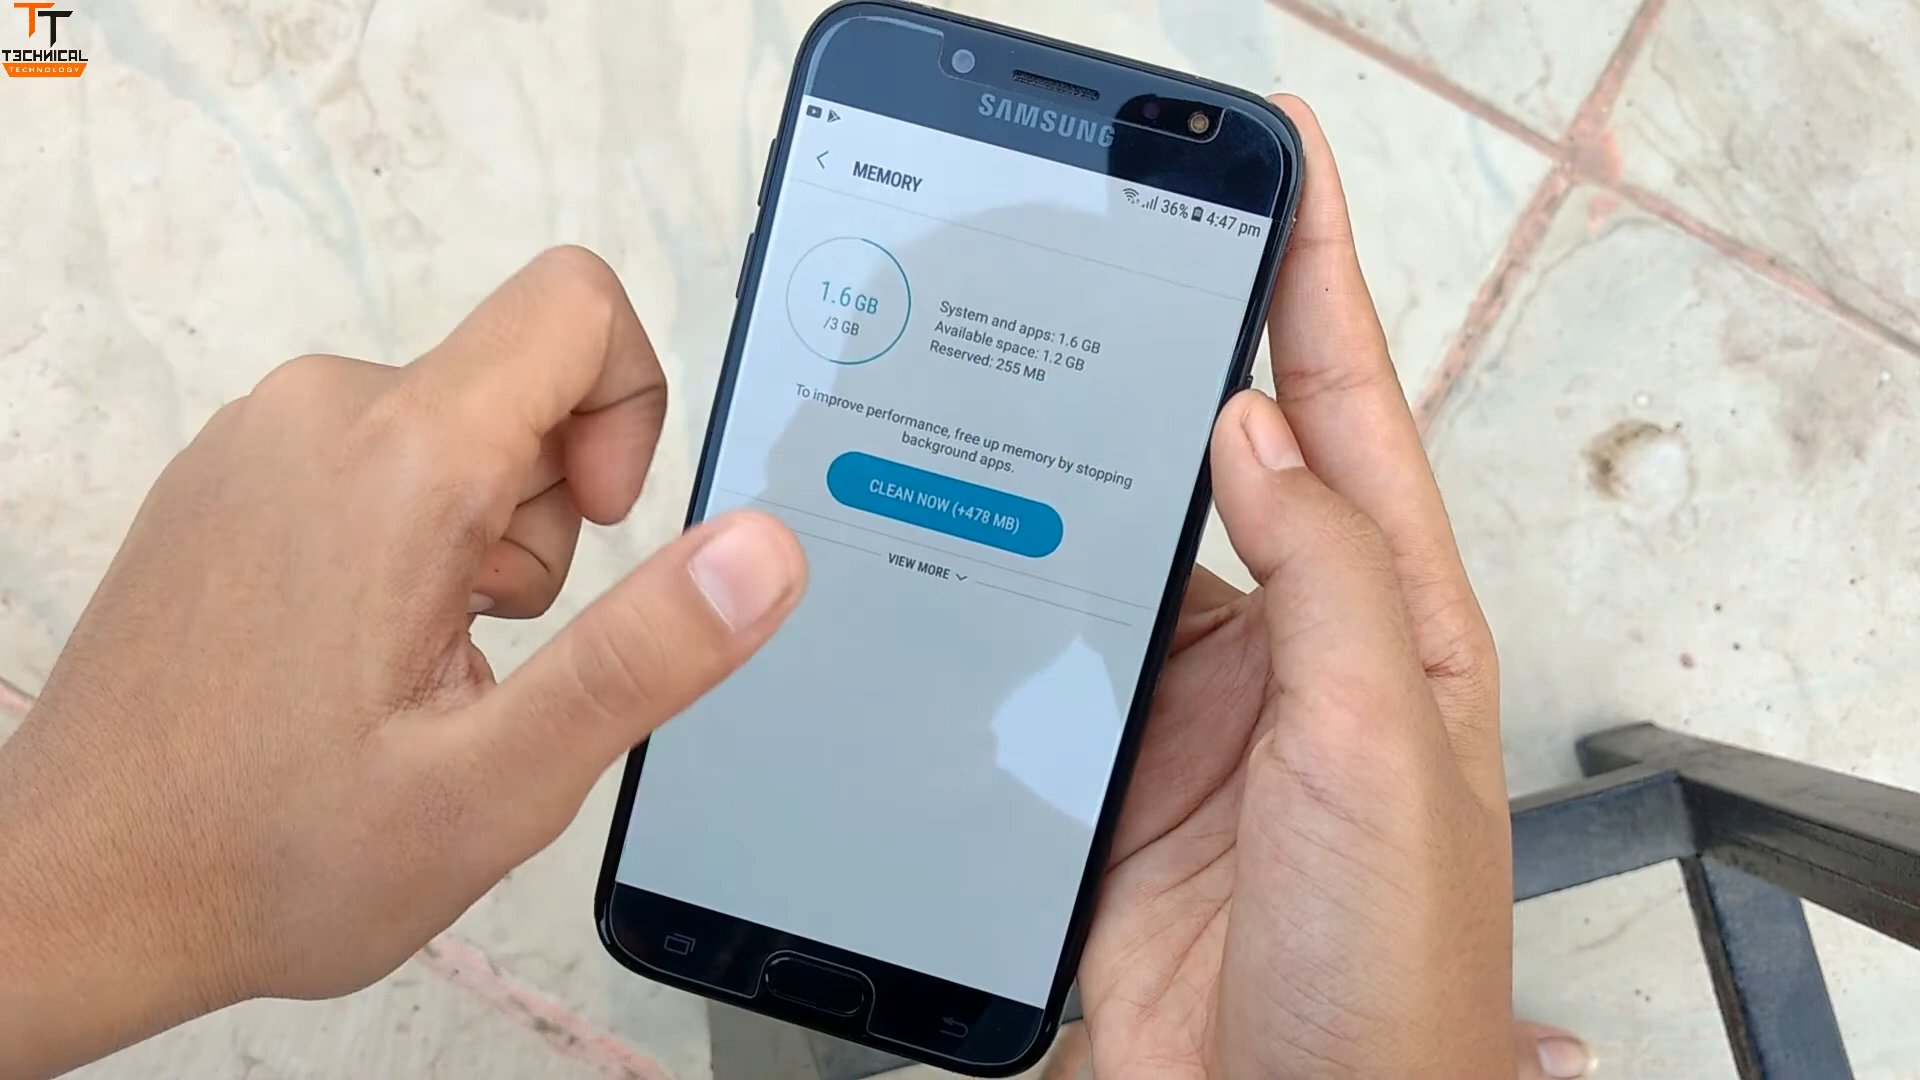 TT
T3CHNICAL
TECHNOLOGY
SAMSUNG
36% 4:47 pm
MEMORY
1.6 GB
/3 GB
System and apps: 1.6 GB
Available space: 1.2 GB
Reserved: 255 MB
To improve performance, free up memory by stopping
background apps.
CLEAN NOW (+478 MB)
VIEW MORE